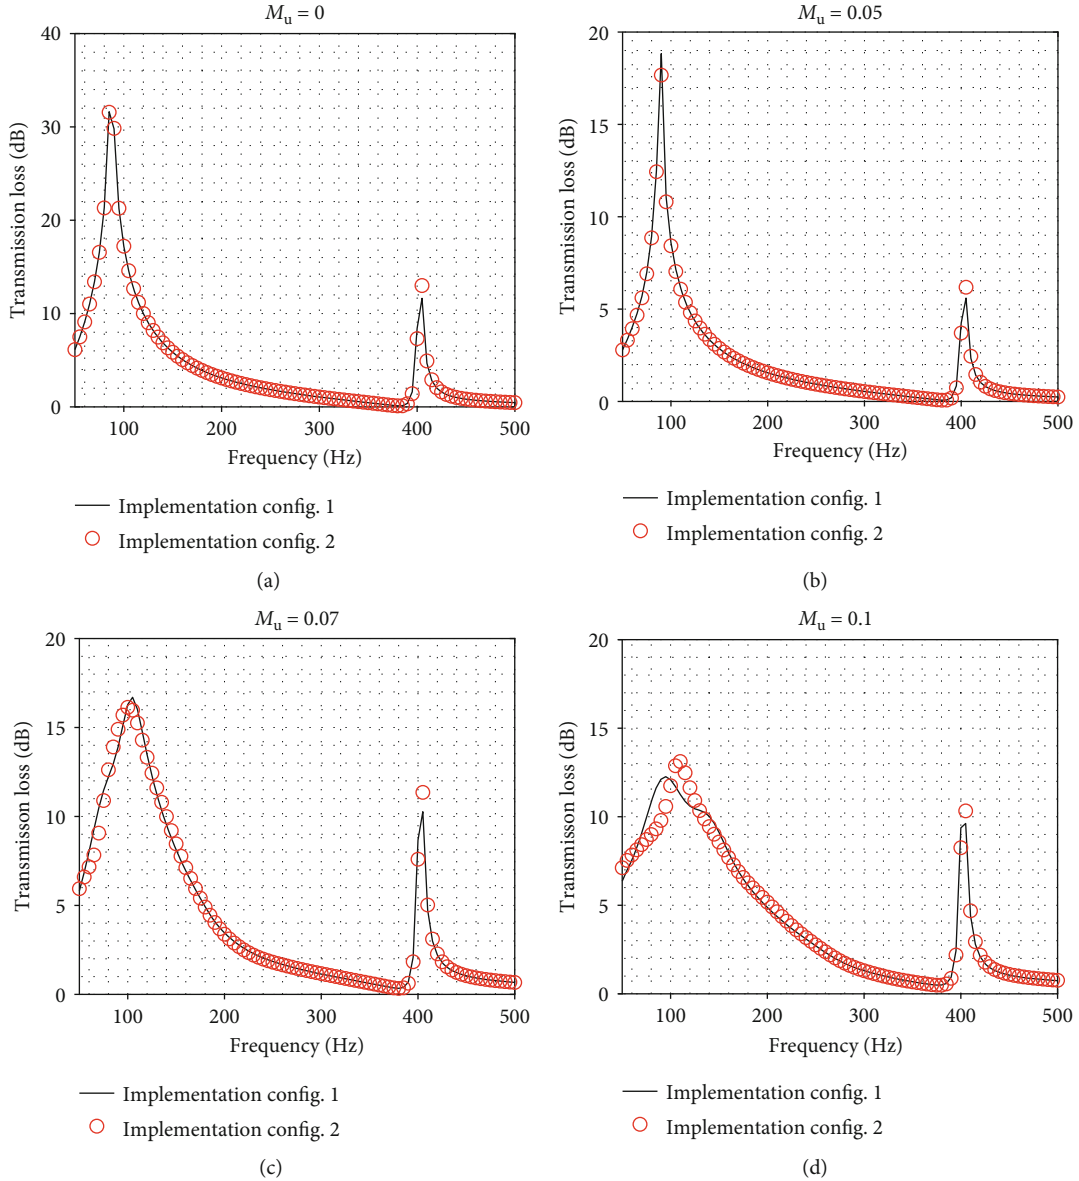 M_u = 0
Transmission loss (dB)
40
30
20
10
0
100 200 300 400 500
Frequency (Hz)
Implementation config. 1
Implementation config. 2
(a)
M_u = 0.05
Transmission loss (dB)
20
15
10
5
0
100 200 300 400 500
Frequency (Hz)
Implementation config. 1
Implementation config. 2
(b)
M_u = 0.07
Transmission loss (dB)
20
15
10
5
0
100 200 300 400 500
Frequency (Hz)
Implementation config. 1
Implementation config. 2
(c)
M_u = 0.1
Transmisson loss (dB)
20
15
10
5
0
100 200 300 400 500
Frequency (Hz)
Implementation config. 1
Implementation config. 2
(d)